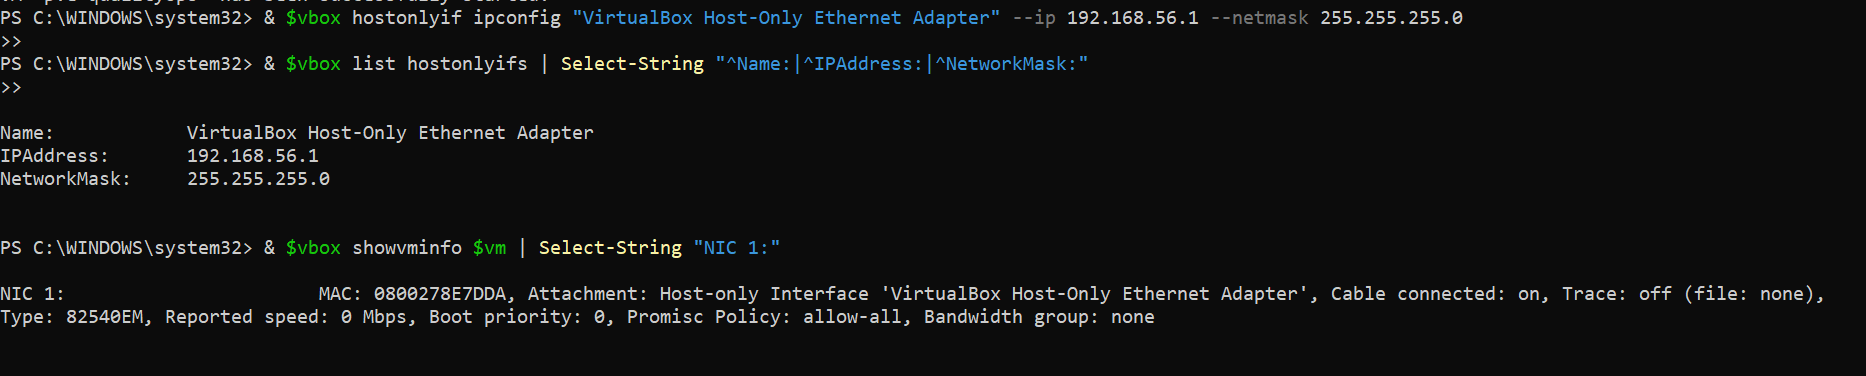 PS C:\WINDOWS\system32> & $vbox hostonlyif ipconfig "VirtualBox Host-Only Ethernet Adapter" --ip 192.168.56.1 --netmask 255.255.255.0
>>
PS C:\WINDOWS\system32> & $vbox list hostonlyifs | Select-String "^Name:|^IPAddress:|^NetworkMask:"
>>
Name:            VirtualBox Host-Only Ethernet Adapter
IPAddress:       192.168.56.1
NetworkMask:     255.255.255.0
PS C:\WINDOWS\system32> & $vbox showvminfo $vm | Select-String "NIC 1:"
NIC 1:                       MAC: 0800278E7DDA, Attachment: Host-only Interface 'VirtualBox Host-Only Ethernet Adapter', Cable connected: on, Trace: off (file: none),
Type: 82540EM, Reported speed: 0 Mbps, Boot priority: 0, Promisc Policy: allow-all, Bandwidth group: none